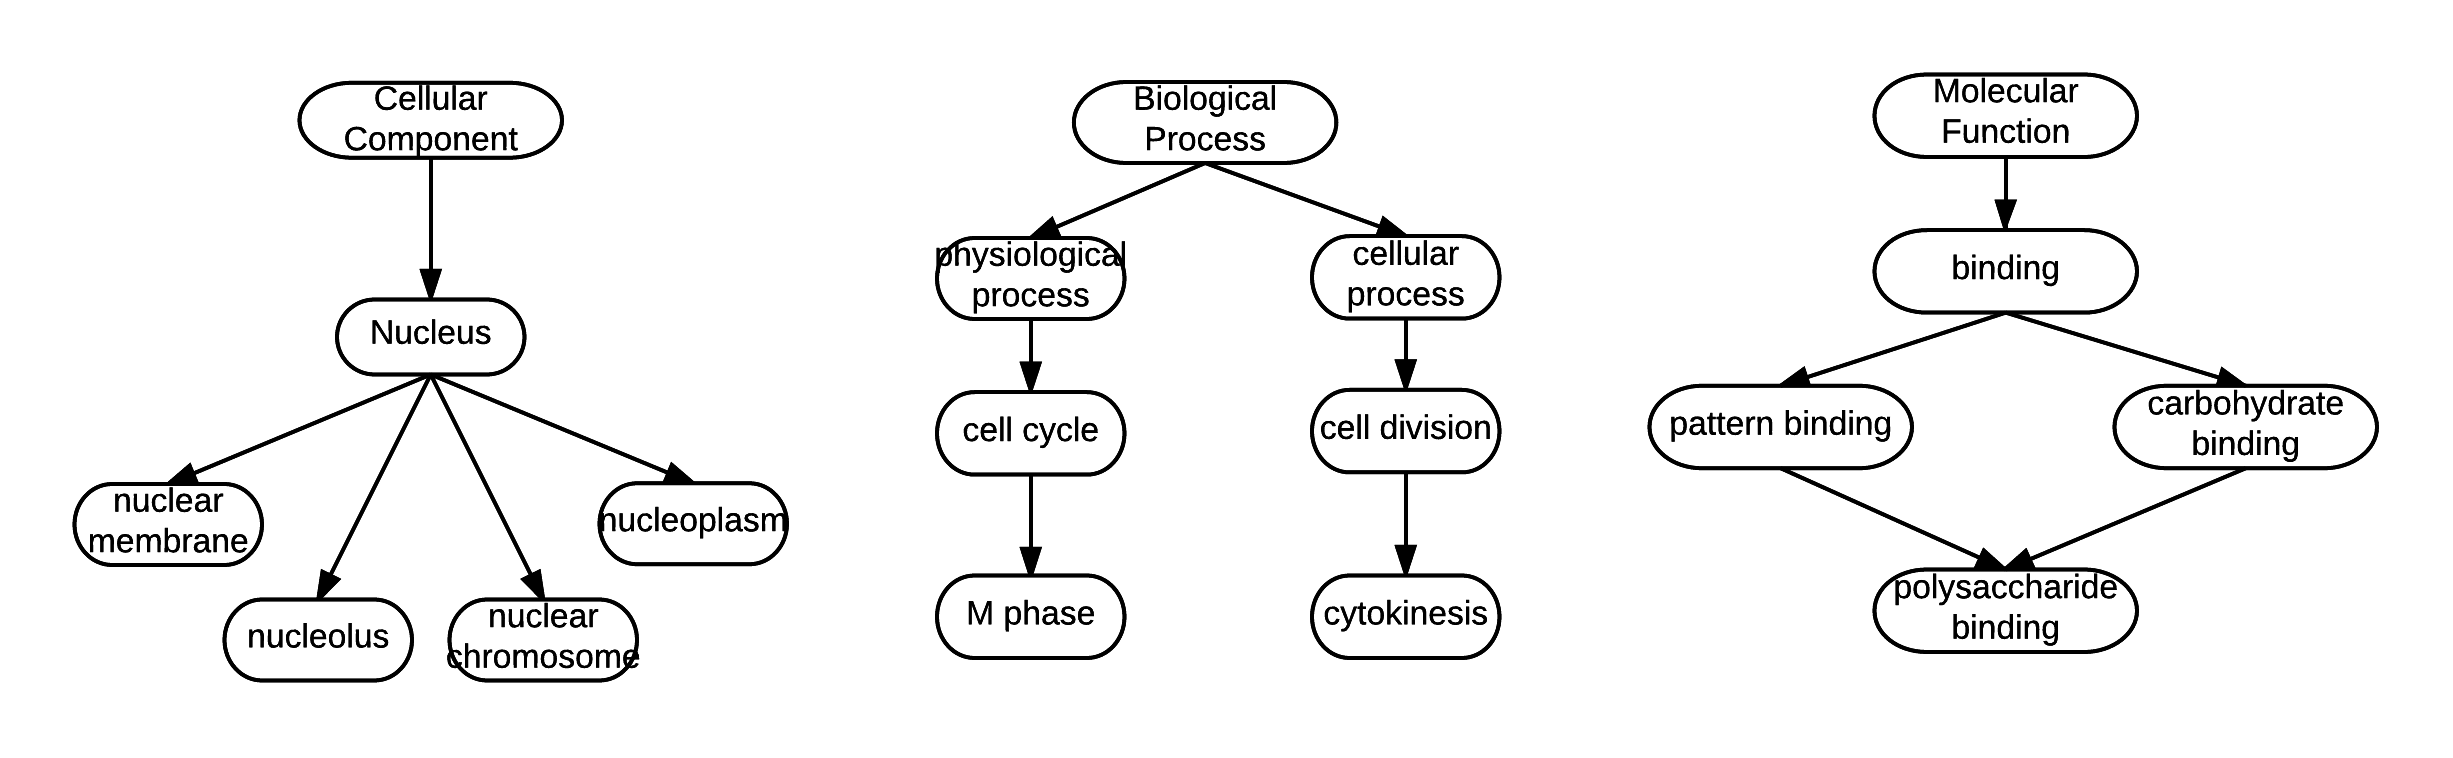 Cellular
Component
Nucleus
nuclear
membrane
nucleolus
nuclear
chromosome
nucleoplasm
Biological
Process
physiological
process
cellular
process
cell cycle
cell division
M phase
cytokinesis
Molecular
Function
binding
pattern binding
carbohydrate
binding
polysaccharide
binding